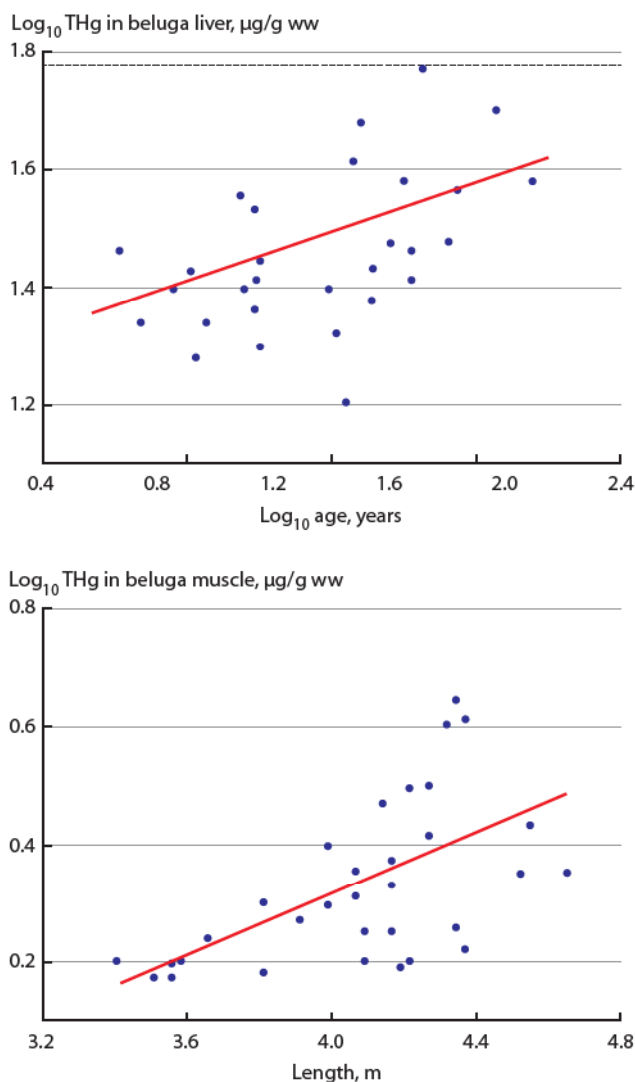 Log₁₀ THg in beluga liver, µg/g ww
1.8
1.6
1.4
1.2
0.4 0.8 1.2 1.6 2.0 2.4
Log₁₀ age, years
Log₁₀ THg in beluga muscle, µg/g ww
0.8
0.6
0.4
0.2
3.2 3.6 4.0 4.4 4.8
Length, m